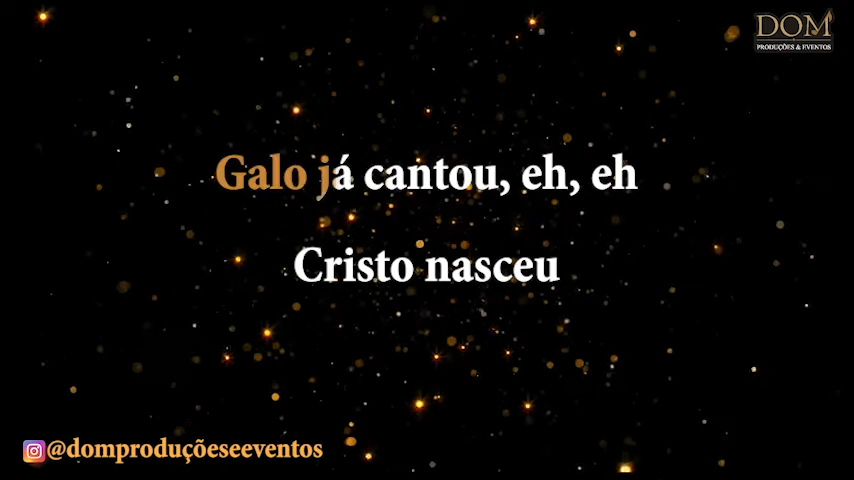 DOM
PRODUÇÕES & EVENTOS
Galo já cantou, eh, eh
Cristo nasceu
@domproduçõeseeventos